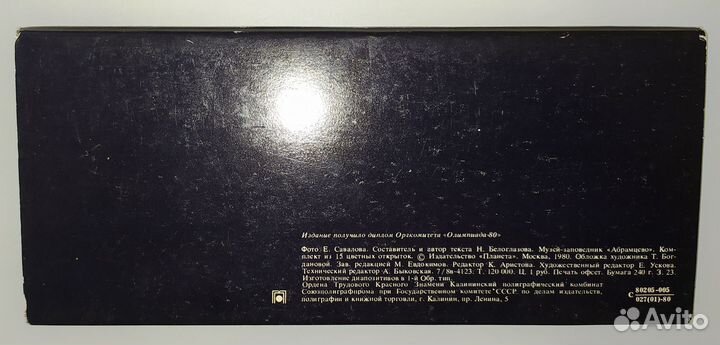 Издание получило диплом Оргкомитета «Олимпиада-80»
Фото Е. Савалова. Составитель и автор текста Н. Белоглазова. Музей-заповедник «Абрамцево». Ком-
плект из 15 цветных открыток. © Издательство «Планета». Москва, 1980. Обложка художника Т. Бог-
дановой. Зав. редакцией М. Евдокимов. Редактор К. Аристова. Художественный редактор Е. Ускова.
Технический редактор А. Быковская. 7/8в-4123. Т. 120 000. Ц. 1 руб. Печать офсет. Бумага 240 г. З. 23.
Изготовление диапозитивов в 1-й Обр. тип.
Ордена Трудового Красного Знамени Калининский полиграфический комбинат
Союзполиграфпрома при Государственном комитете СССР по делам издательств,
полиграфии и книжной торговли, г. Калинин, пр. Ленина, 5
С 80205-005
027(01)-80
Avito